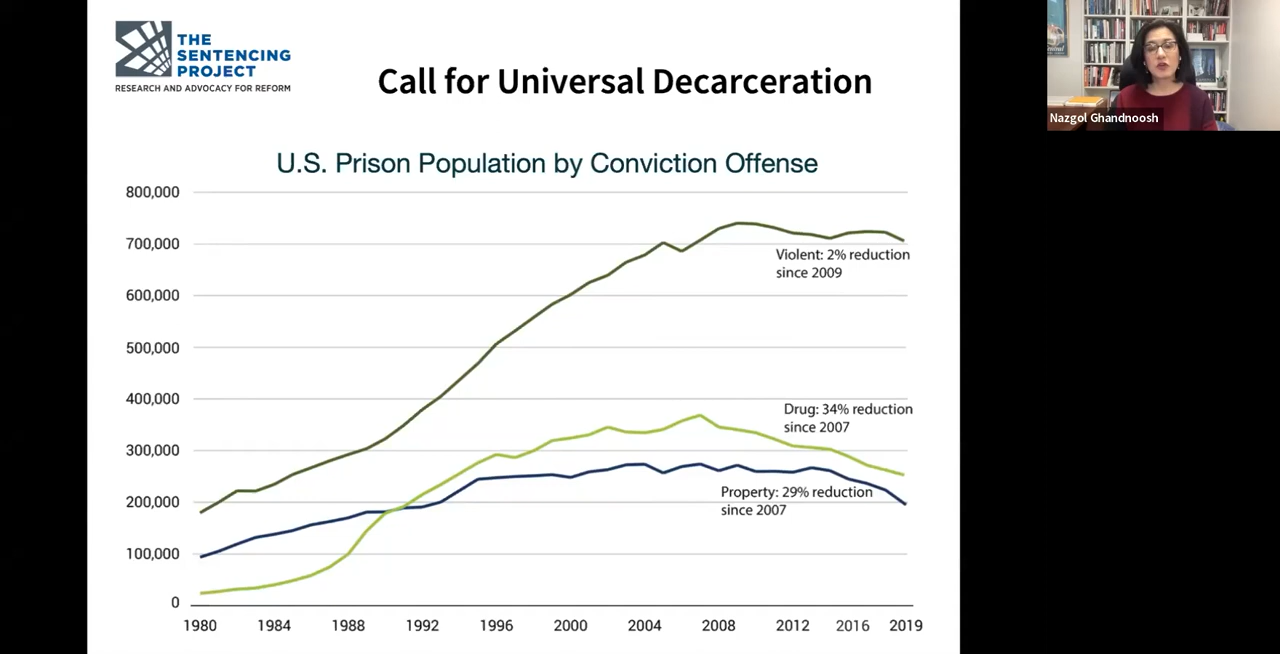 THE
SENTENCING
PROJECT
RESEARCH AND ADVOCACY FOR REFORM
Call for Universal Decarceration
Nazgol Ghandnoosh
U.S. Prison Population by Conviction Offense
800,000
700,000
600,000
500,000
400,000
300,000
200,000
100,000
0
Violent: 2% reduction
since 2009
Drug: 34% reduction
since 2007
Property: 29% reduction
since 2007
1980 1984 1988 1992 1996 2000 2004 2008 2012 2016 2019